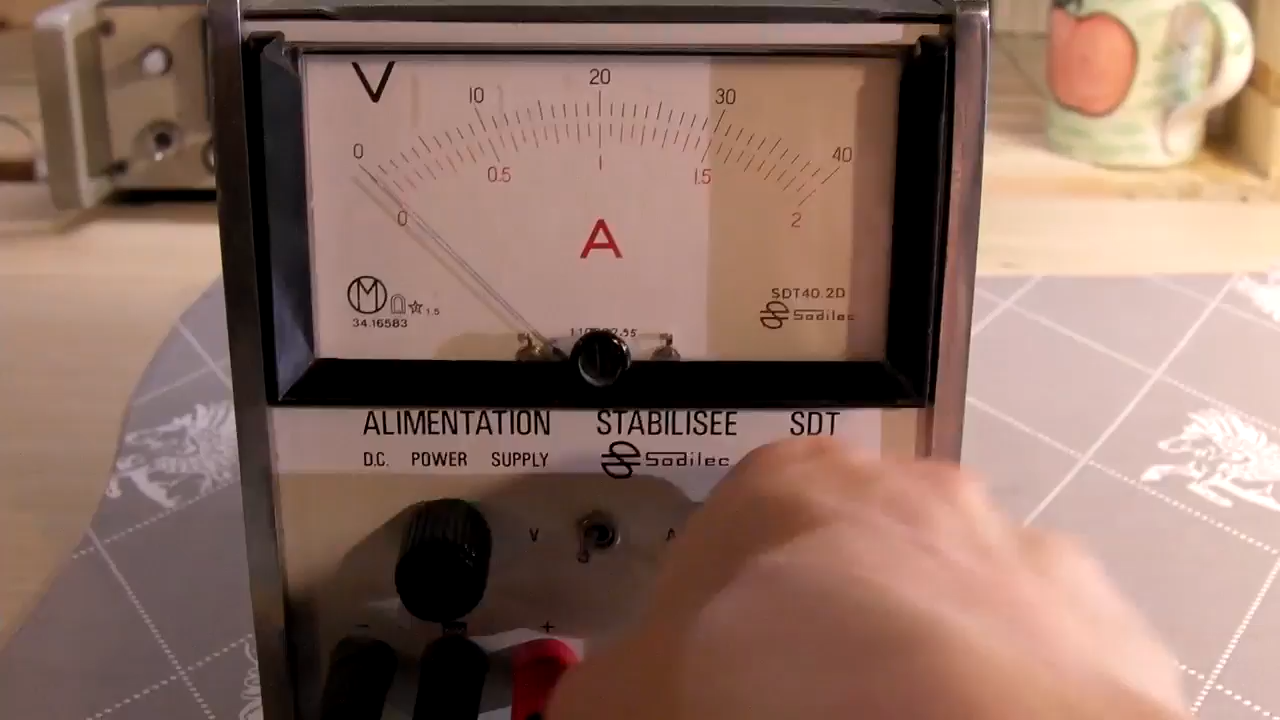 V
0 10 20 30 40
0 0.5 1 1.5 2
A
M 1.5
34.16583
SDT40.2D
Sodilec
ALIMENTATION STABILISEE SDT
D.C. POWER SUPPLY Sodilec
V A
- +